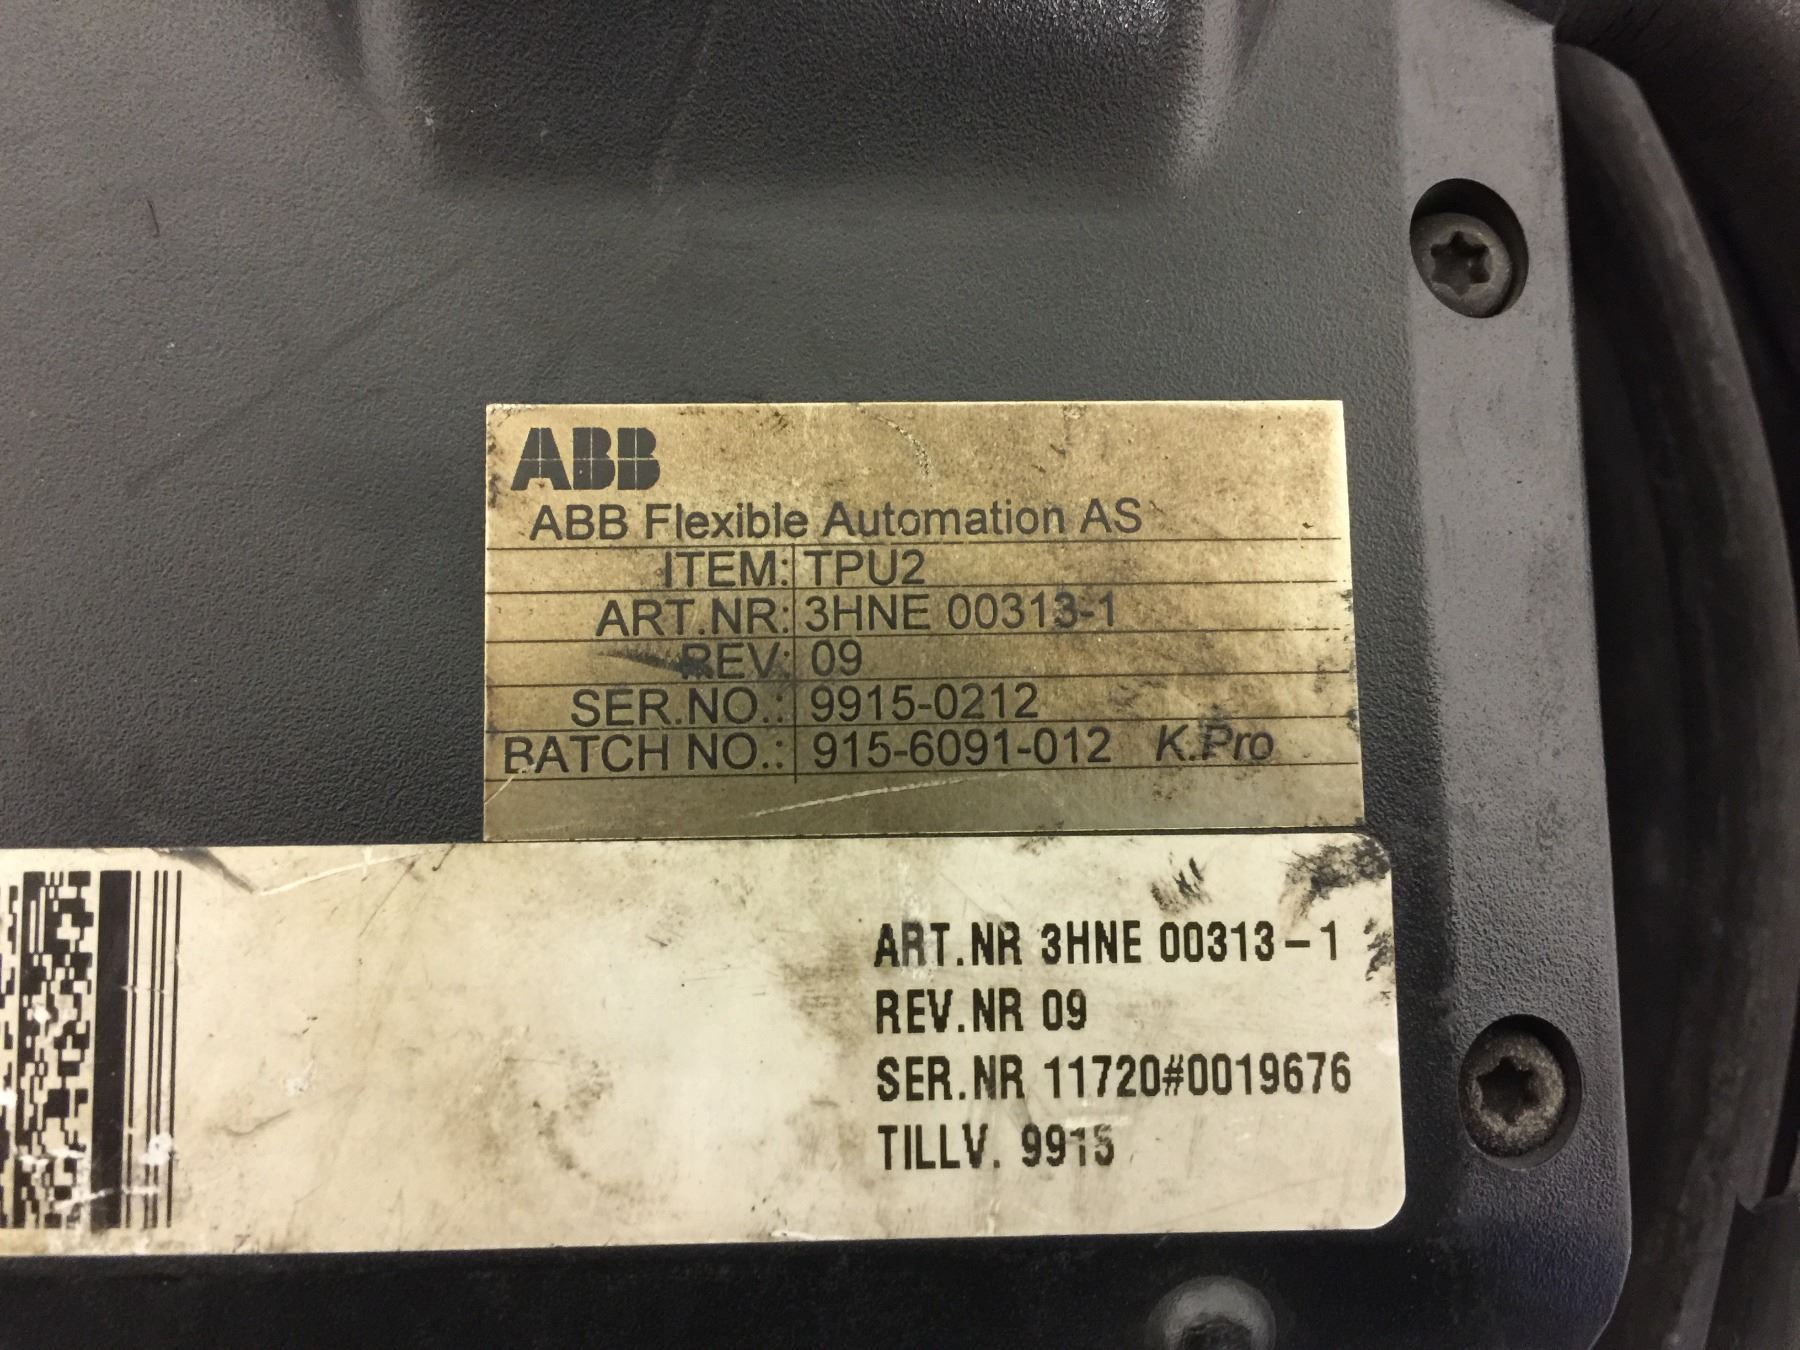 ABB
ABB Flexible Automation AS
ITEM: TPU2
ART.NR: 3HNE 00313-1
REV: 09
SER.NO.: 9915-0212
BATCH NO.: 915-6091-012 K.Pro
ART.NR 3HNE 00313-1
REV.NR 09
SER.NR 11720#0019676
TILLV. 9915